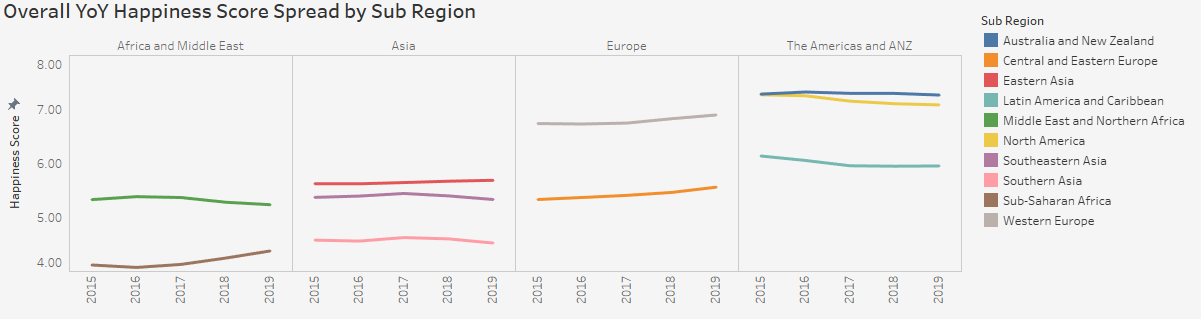 Overall YoY Happiness Score Spread by Sub Region
Africa and Middle East
Asia
Europe
The Americas and ANZ
8.00
7.00
6.00
5.00
4.00
Happiness Score
2015
2016
2017
2018
2019
2015
2016
2017
2018
2019
2015
2016
2017
2018
2019
2015
2016
2017
2018
2019
Sub Region
Australia and New Zealand
Central and Eastern Europe
Eastern Asia
Latin America and Caribbean
Middle East and Northern Africa
North America
Southeastern Asia
Southern Asia
Sub-Saharan Africa
Western Europe